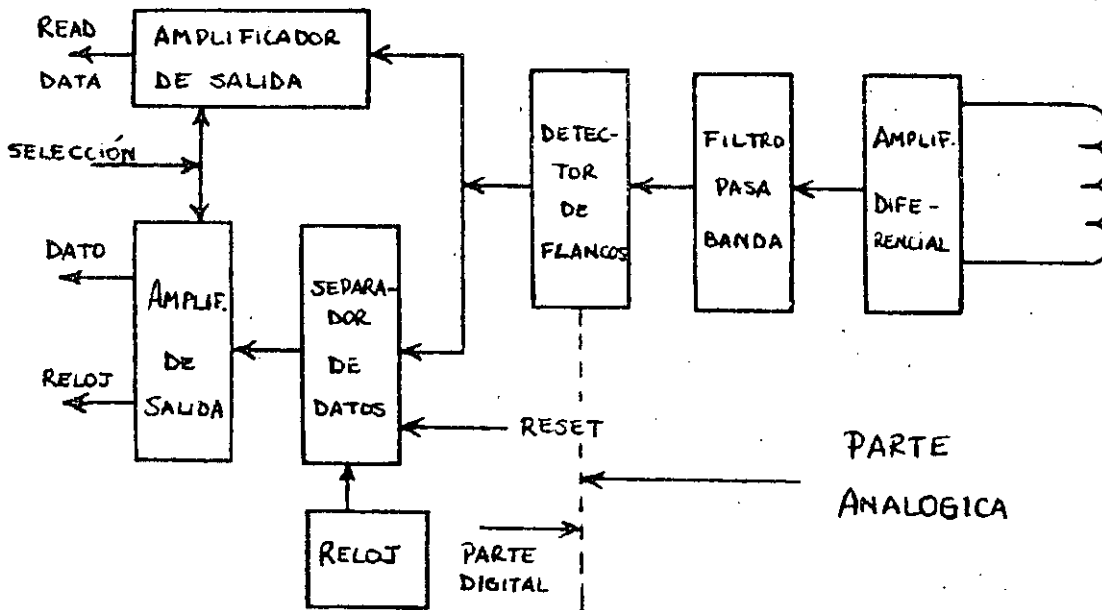 READ
DATA
AMPLIFICADOR
DE SALIDA
SELECCIÓN
DATO
RELOJ
AMPLIF.
DE
SALIDA
SEPARA-
DOR
DE
DATOS
RELOJ
RESET
DETEC-
TOR
DE
FLANCOS
FILTRO
PASA
BANDA
AMPLIF.
DIFE-
RENCIAL
PARTE
DIGITAL
PARTE
ANALOGICA